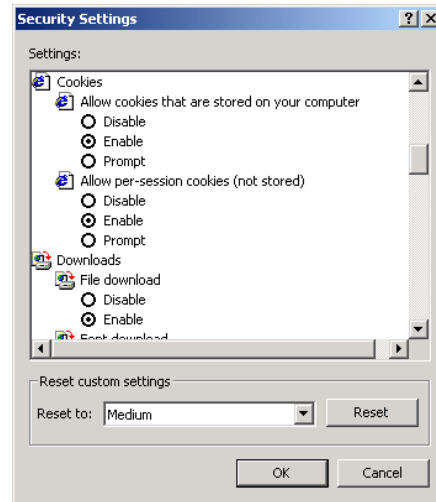 Security Settings
Settings:
Cookies
Allow cookies that are stored on your computer
Disable
Enable
Prompt
Allow per-session cookies (not stored)
Disable
Enable
Prompt
Downloads
File download
Disable
Enable
Font download
Reset custom settings
Reset to: Medium Reset
OK Cancel